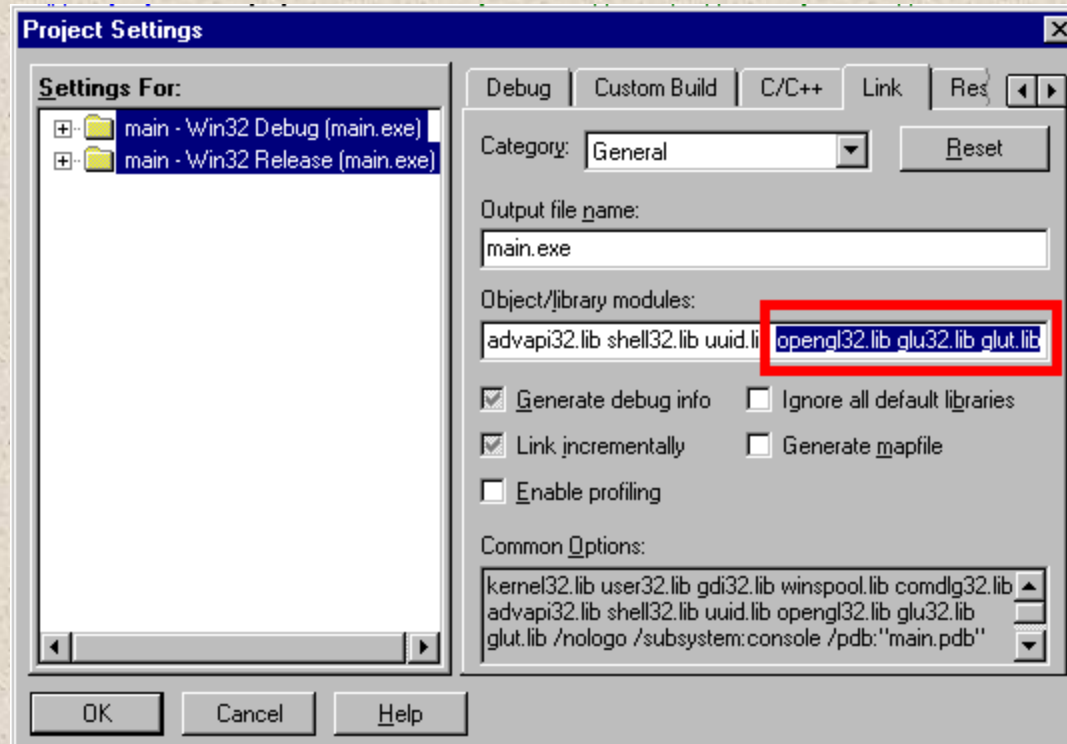 Project Settings
Settings For:
main - Win32 Debug (main.exe)
main - Win32 Release (main.exe)
Debug Custom Build C/C++ Link Res
Category: General Reset
Output file name:
main.exe
Object/library modules:
advapi32.lib shell32.lib uuid.li opengl32.lib glu32.lib glut.lib
Generate debug info Ignore all default libraries
Link incrementally Generate mapfile
Enable profiling
Common Options:
kernel32.lib user32.lib gdi32.lib winspool.lib comdlg32.lib
advapi32.lib shell32.lib uuid.lib opengl32.lib glu32.lib
glut.lib /nologo /subsystem:console /pdb:"main.pdb"
OK Cancel Help